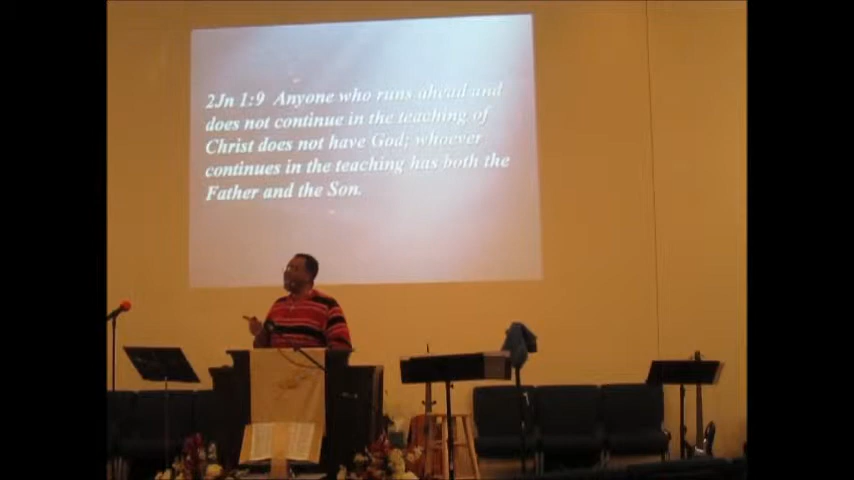 2Jn 1:9 Anyone who runs ahead and
does not continue in the teaching of
Christ does not have God; whoever
continues in the teaching has both the
Father and the Son.